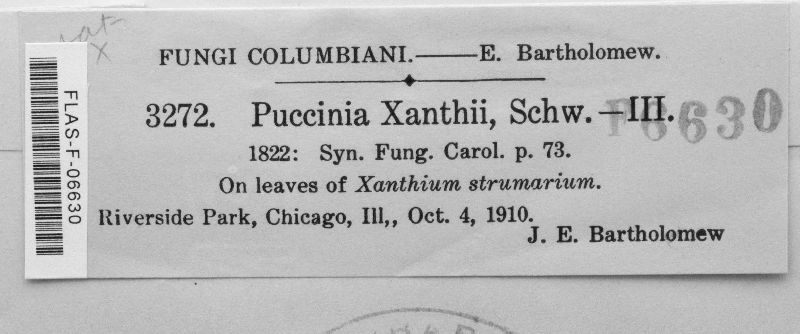 FUNGI COLUMBIANI.——E. Bartholomew.
3272. Puccinia Xanthii, Schw.—III.
F6630
1822: Syn. Fung. Carol. p. 73.
On leaves of Xanthium strumarium.
Riverside Park, Chicago, Ill,, Oct. 4, 1910.
J. E. Bartholomew
FLAS-F-06630